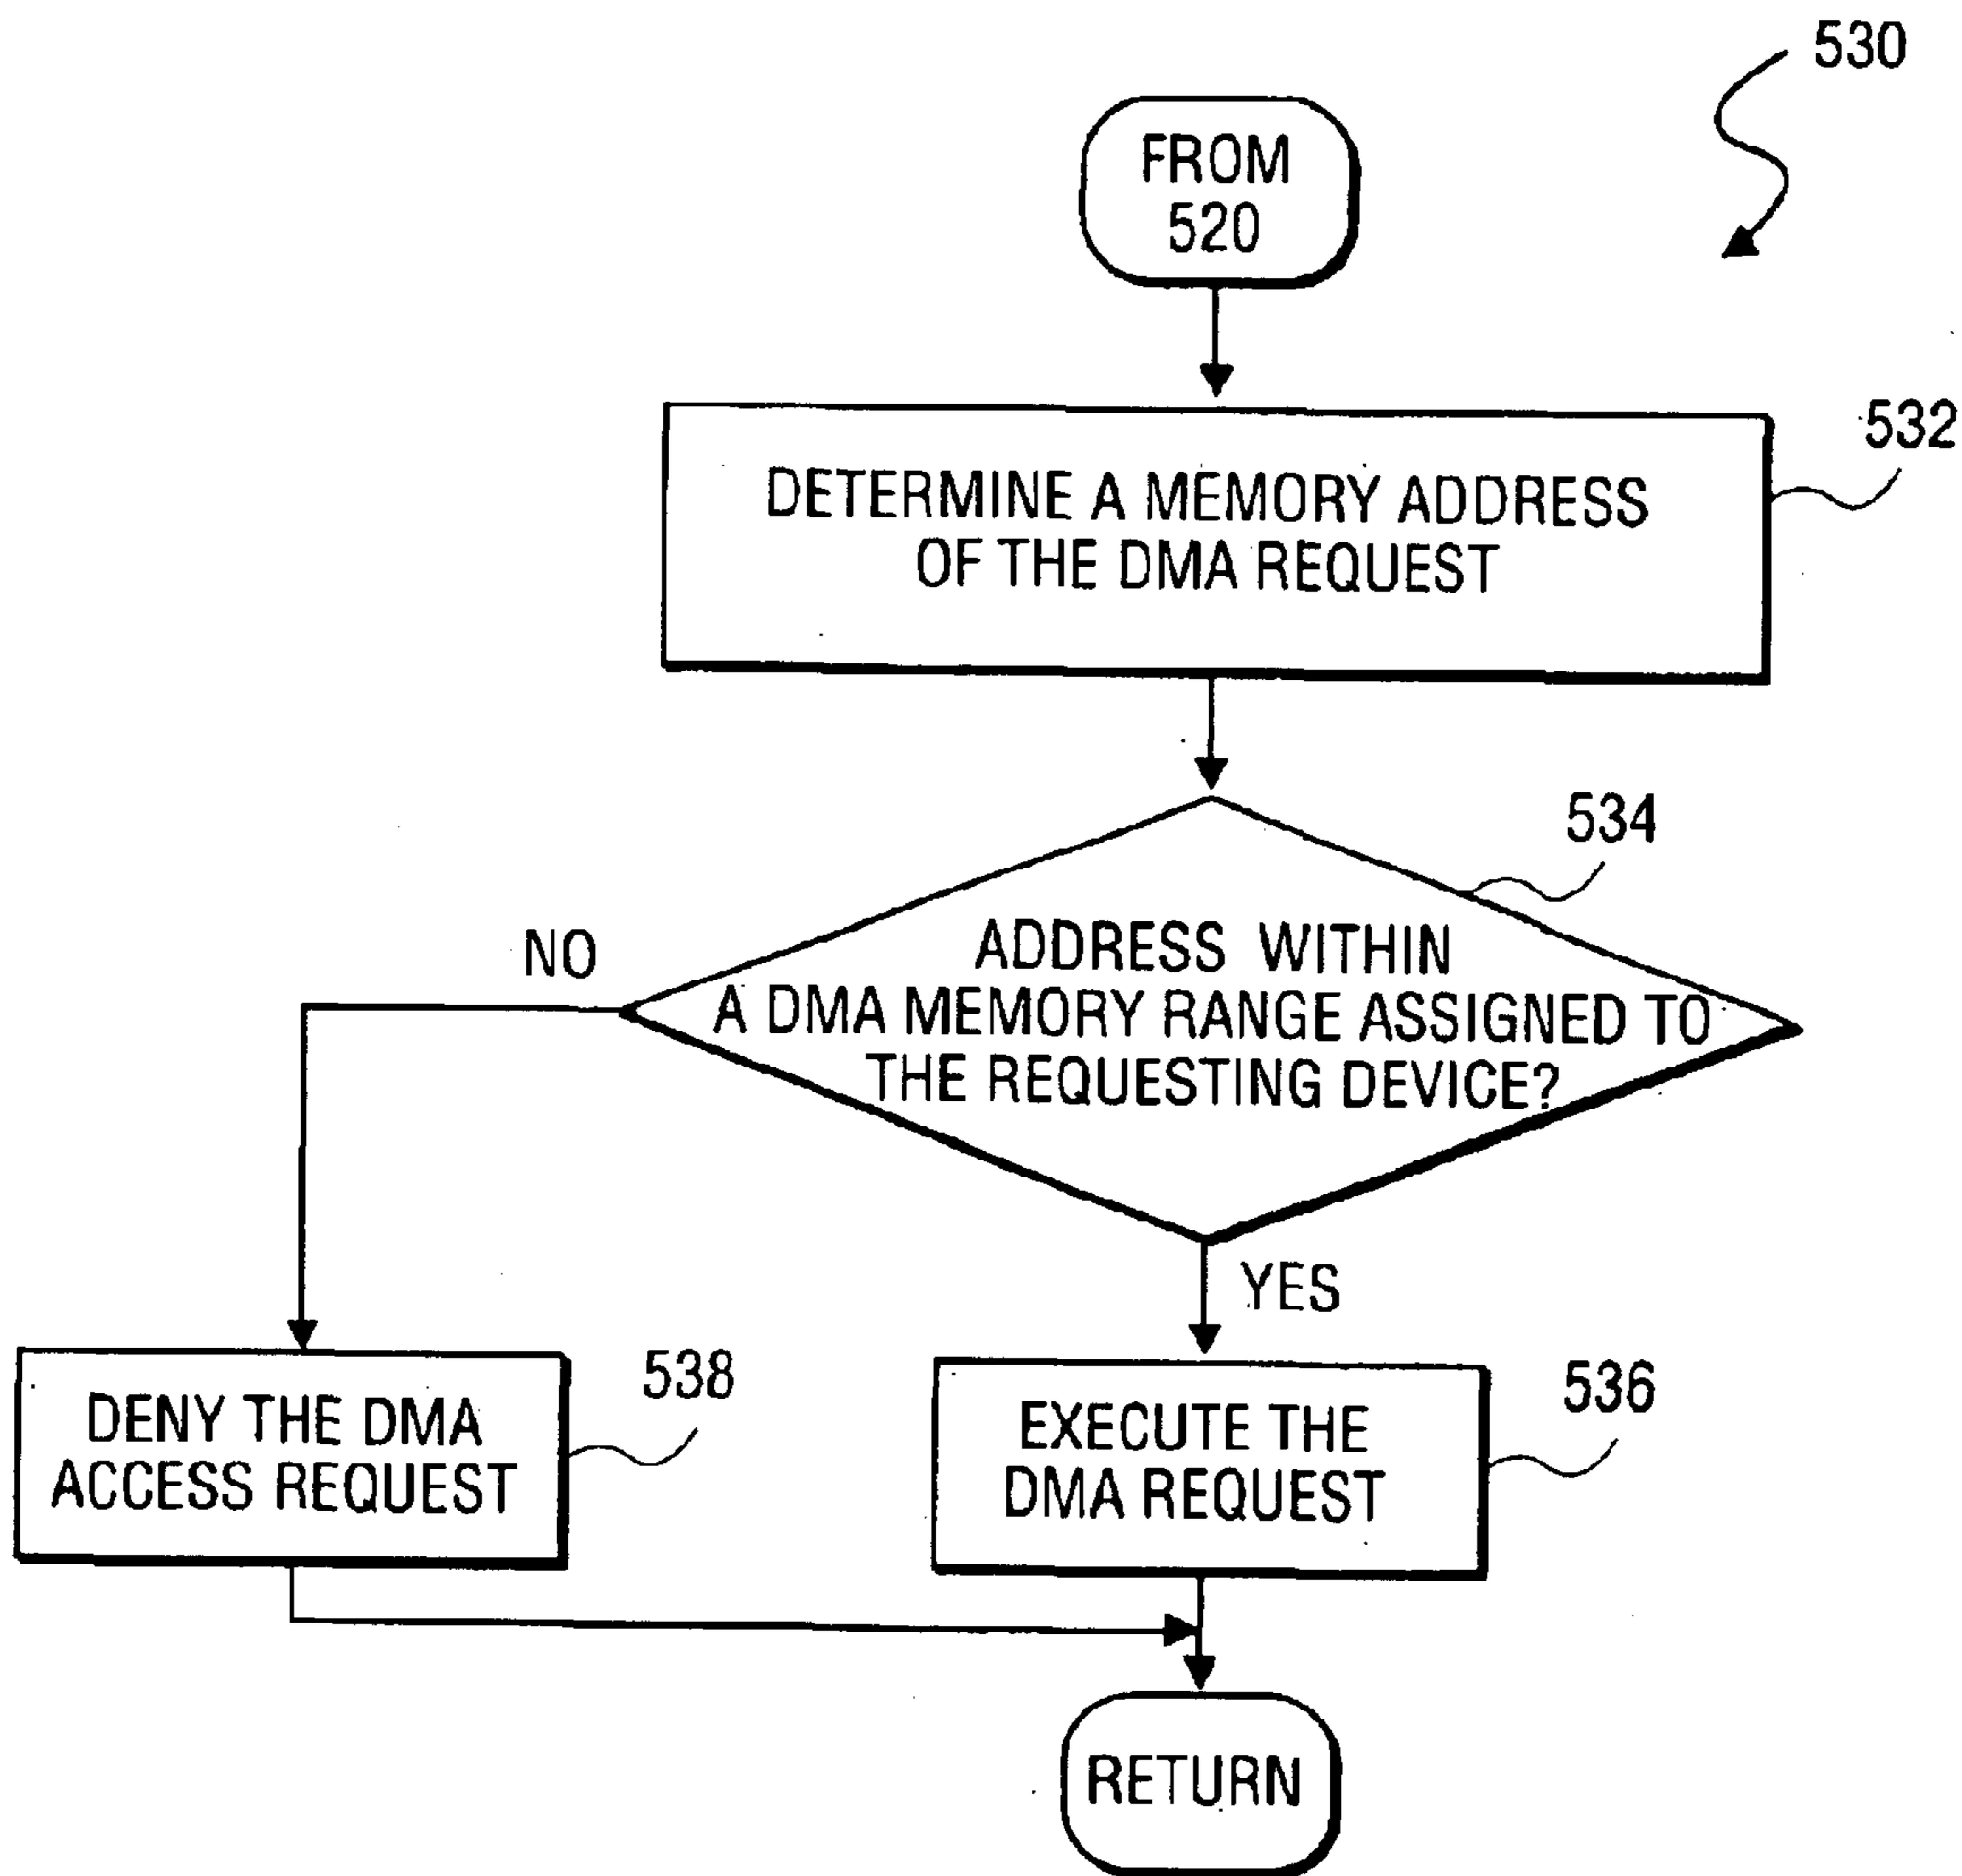 530
FROM
520
532
DETERMINE A MEMORY ADDRESS
OF THE DMA REQUEST
534
NO
ADDRESS WITHIN
A DMA MEMORY RANGE ASSIGNED TO
THE REQUESTING DEVICE?
YES
538
DENY THE DMA
ACCESS REQUEST
536
EXECUTE THE
DMA REQUEST
RETURN